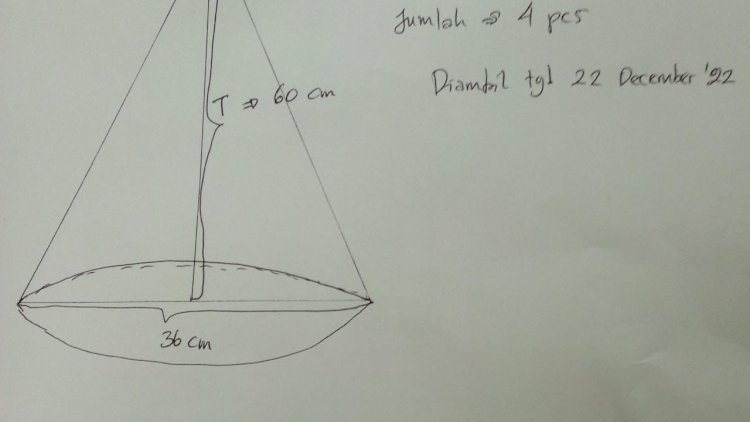 Jumlah ⇒ 4 pcs
Diambil tgl 22 December '22
T ⇒ 60 cm
36 cm